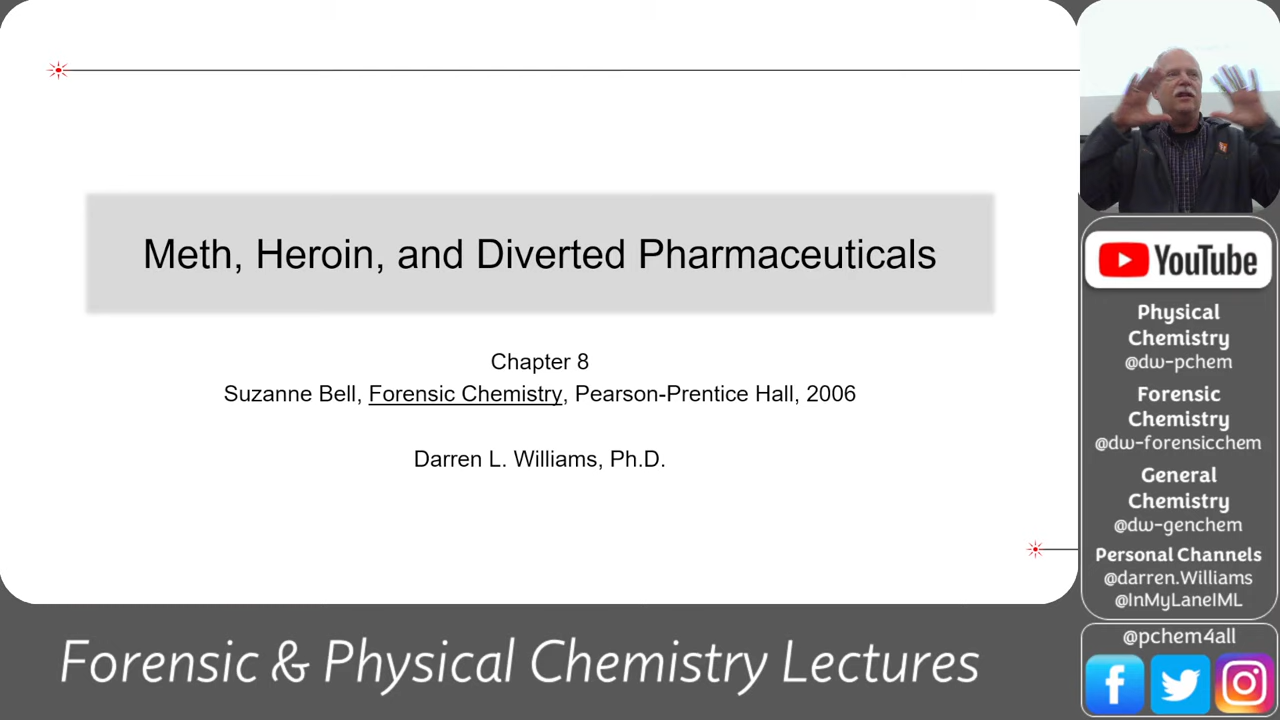 Meth, Heroin, and Diverted Pharmaceuticals
Chapter 8
Suzanne Bell, Forensic Chemistry, Pearson-Prentice Hall, 2006
Darren L. Williams, Ph.D.
YouTube
Physical
Chemistry
@dw-pchem
Forensic
Chemistry
@dw-forensicchem
General
Chemistry
@dw-genchem
Personal Channels
@darren.Williams
@InMyLaneIML
@pchem4all
Forensic & Physical Chemistry Lectures